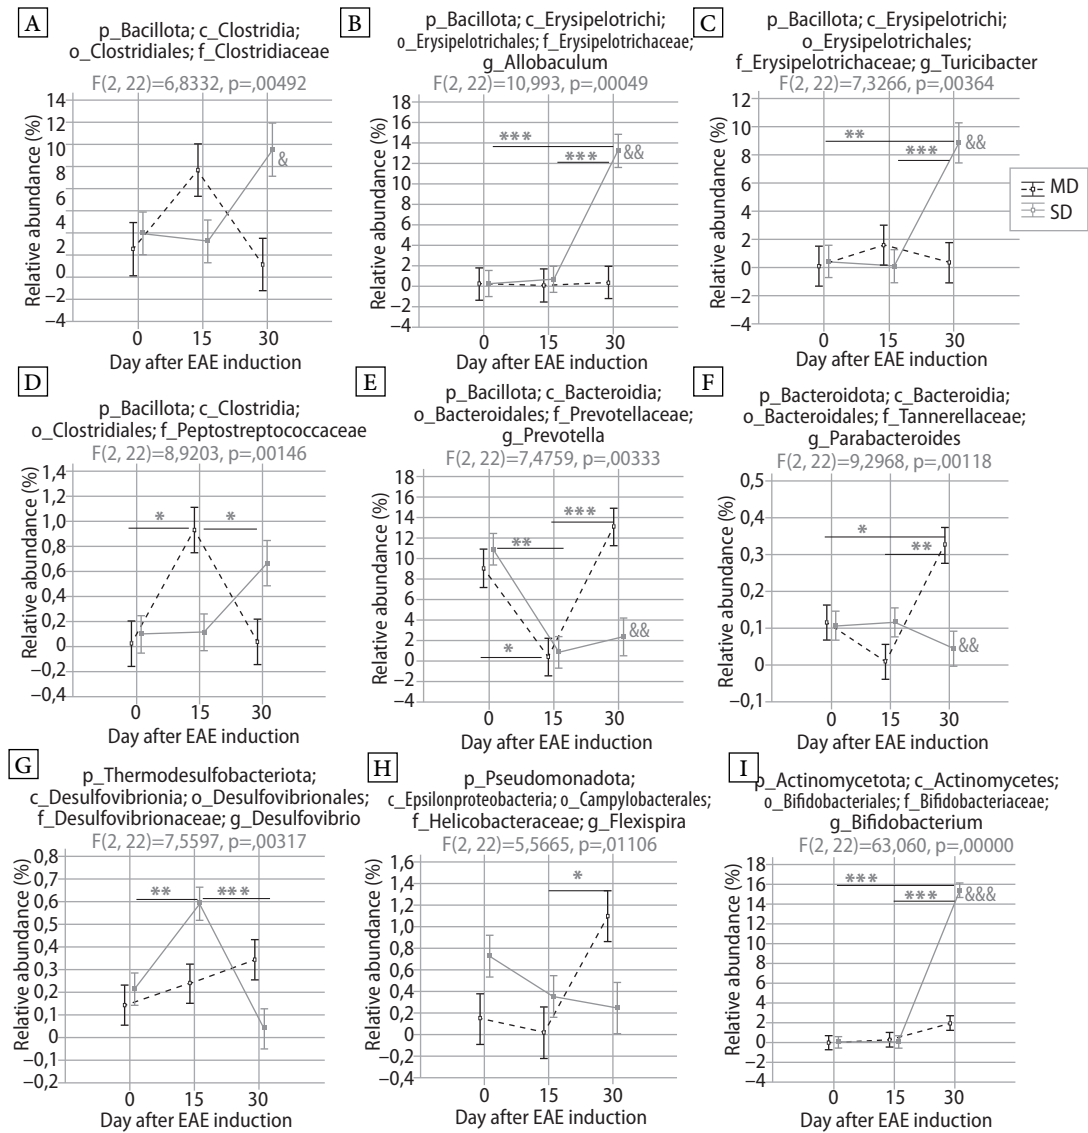 A
p_Bacillota; c_Clostridia;
o_Clostridiales; f_Clostridiaceae
F(2, 22)=6,8332, p=,00492
Relative abundance (%)
14
12
10
8
6
4
2
0
−2
−4
&
0 15 30
Day after EAE induction
B
p_Bacillota; c_Erysipelotrichi;
o_Erysipelotrichales; f_Erysipelotrichaceae;
g_Allobaculum
F(2, 22)=10,993, p=,00049
Relative abundance (%)
18
16
14
12
10
8
6
4
2
0
−2
−4
***
***
&&
0 15 30
Day after EAE induction
C
p_Bacillota; c_Erysipelotrichi;
o_Erysipelotrichales;
f_Erysipelotrichaceae; g_Turicibacter
F(2, 22)=7,3266, p=,00364
Relative abundance (%)
12
10
8
6
4
2
0
−2
−4
**
***
&&
0 15 30
Day after EAE induction
MD
SD
D
p_Bacillota; c_Clostridia;
o_Clostridiales; f_Peptostreptococcaceae
F(2, 22)=8,9203, p=,00146
Relative abundance (%)
1,4
1,2
1,0
0,8
0,6
0,4
0,2
0
−0,2
−0,4
* *
0 15 30
Day after EAE induction
E
p_Bacillota; c_Bacteroidia;
o_Bacteroidales; f_Prevotellaceae;
g_Prevotella
F(2, 22)=7,4759, p=,00333
Relative abundance (%)
18
16
14
12
10
8
6
4
2
0
−2
−4
***
**
*
&&
0 15 30
Day after EAE induction
F
p_Bacteroidota; c_Bacteroidia;
o_Bacteroidales; f_Tannerellaceae;
g_Parabacteroides
F(2, 22)=9,2968, p=,00118
Relative abundance (%)
0,5
0,4
0,3
0,2
0,1
0
−0,1
*
**
&&
0 15 30
Day after EAE induction
G
p_Thermodesulfobacteriota;
c_Desulfovibrionia; o_Desulfovibrionales;
f_Desulfovibrionaceae; g_Desulfovibrio
F(2, 22)=7,5597, p=,00317
Relative abundance (%)
0,8
0,7
0,6
0,5
0,4
0,3
0,2
0,1
0
−0,1
−0,2
** ***
0 15 30
Day after EAE induction
H
p_Pseudomonadota;
c_Epsilonproteobacteria; o_Campylobacterales;
f_Helicobacteraceae; g_Flexispira
F(2, 22)=5,5665, p=,01106
Relative abundance (%)
1,6
1,4
1,2
1,0
0,8
0,6
0,4
0,2
0
−0,2
−0,4
*
0 15 30
Day after EAE induction
I
p_Actinomycetota; c_Actinomycetes;
o_Bifidobacteriales; f_Bifidobacteriaceae;
g_Bifidobacterium
F(2, 22)=63,060, p=,00000
Relative abundance (%)
18
16
14
12
10
8
6
4
2
0
−2
−4
***
***
&&&
0 15 30
Day after EAE induction